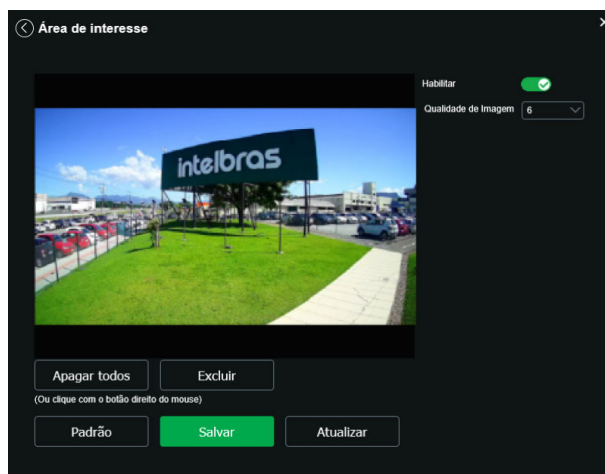 Área de interesse
Habilitar
Qualidade de Imagem 6
intelbras
Apagar todos Excluir
(Ou clique com o botão direito do mouse)
Padrão Salvar Atualizar